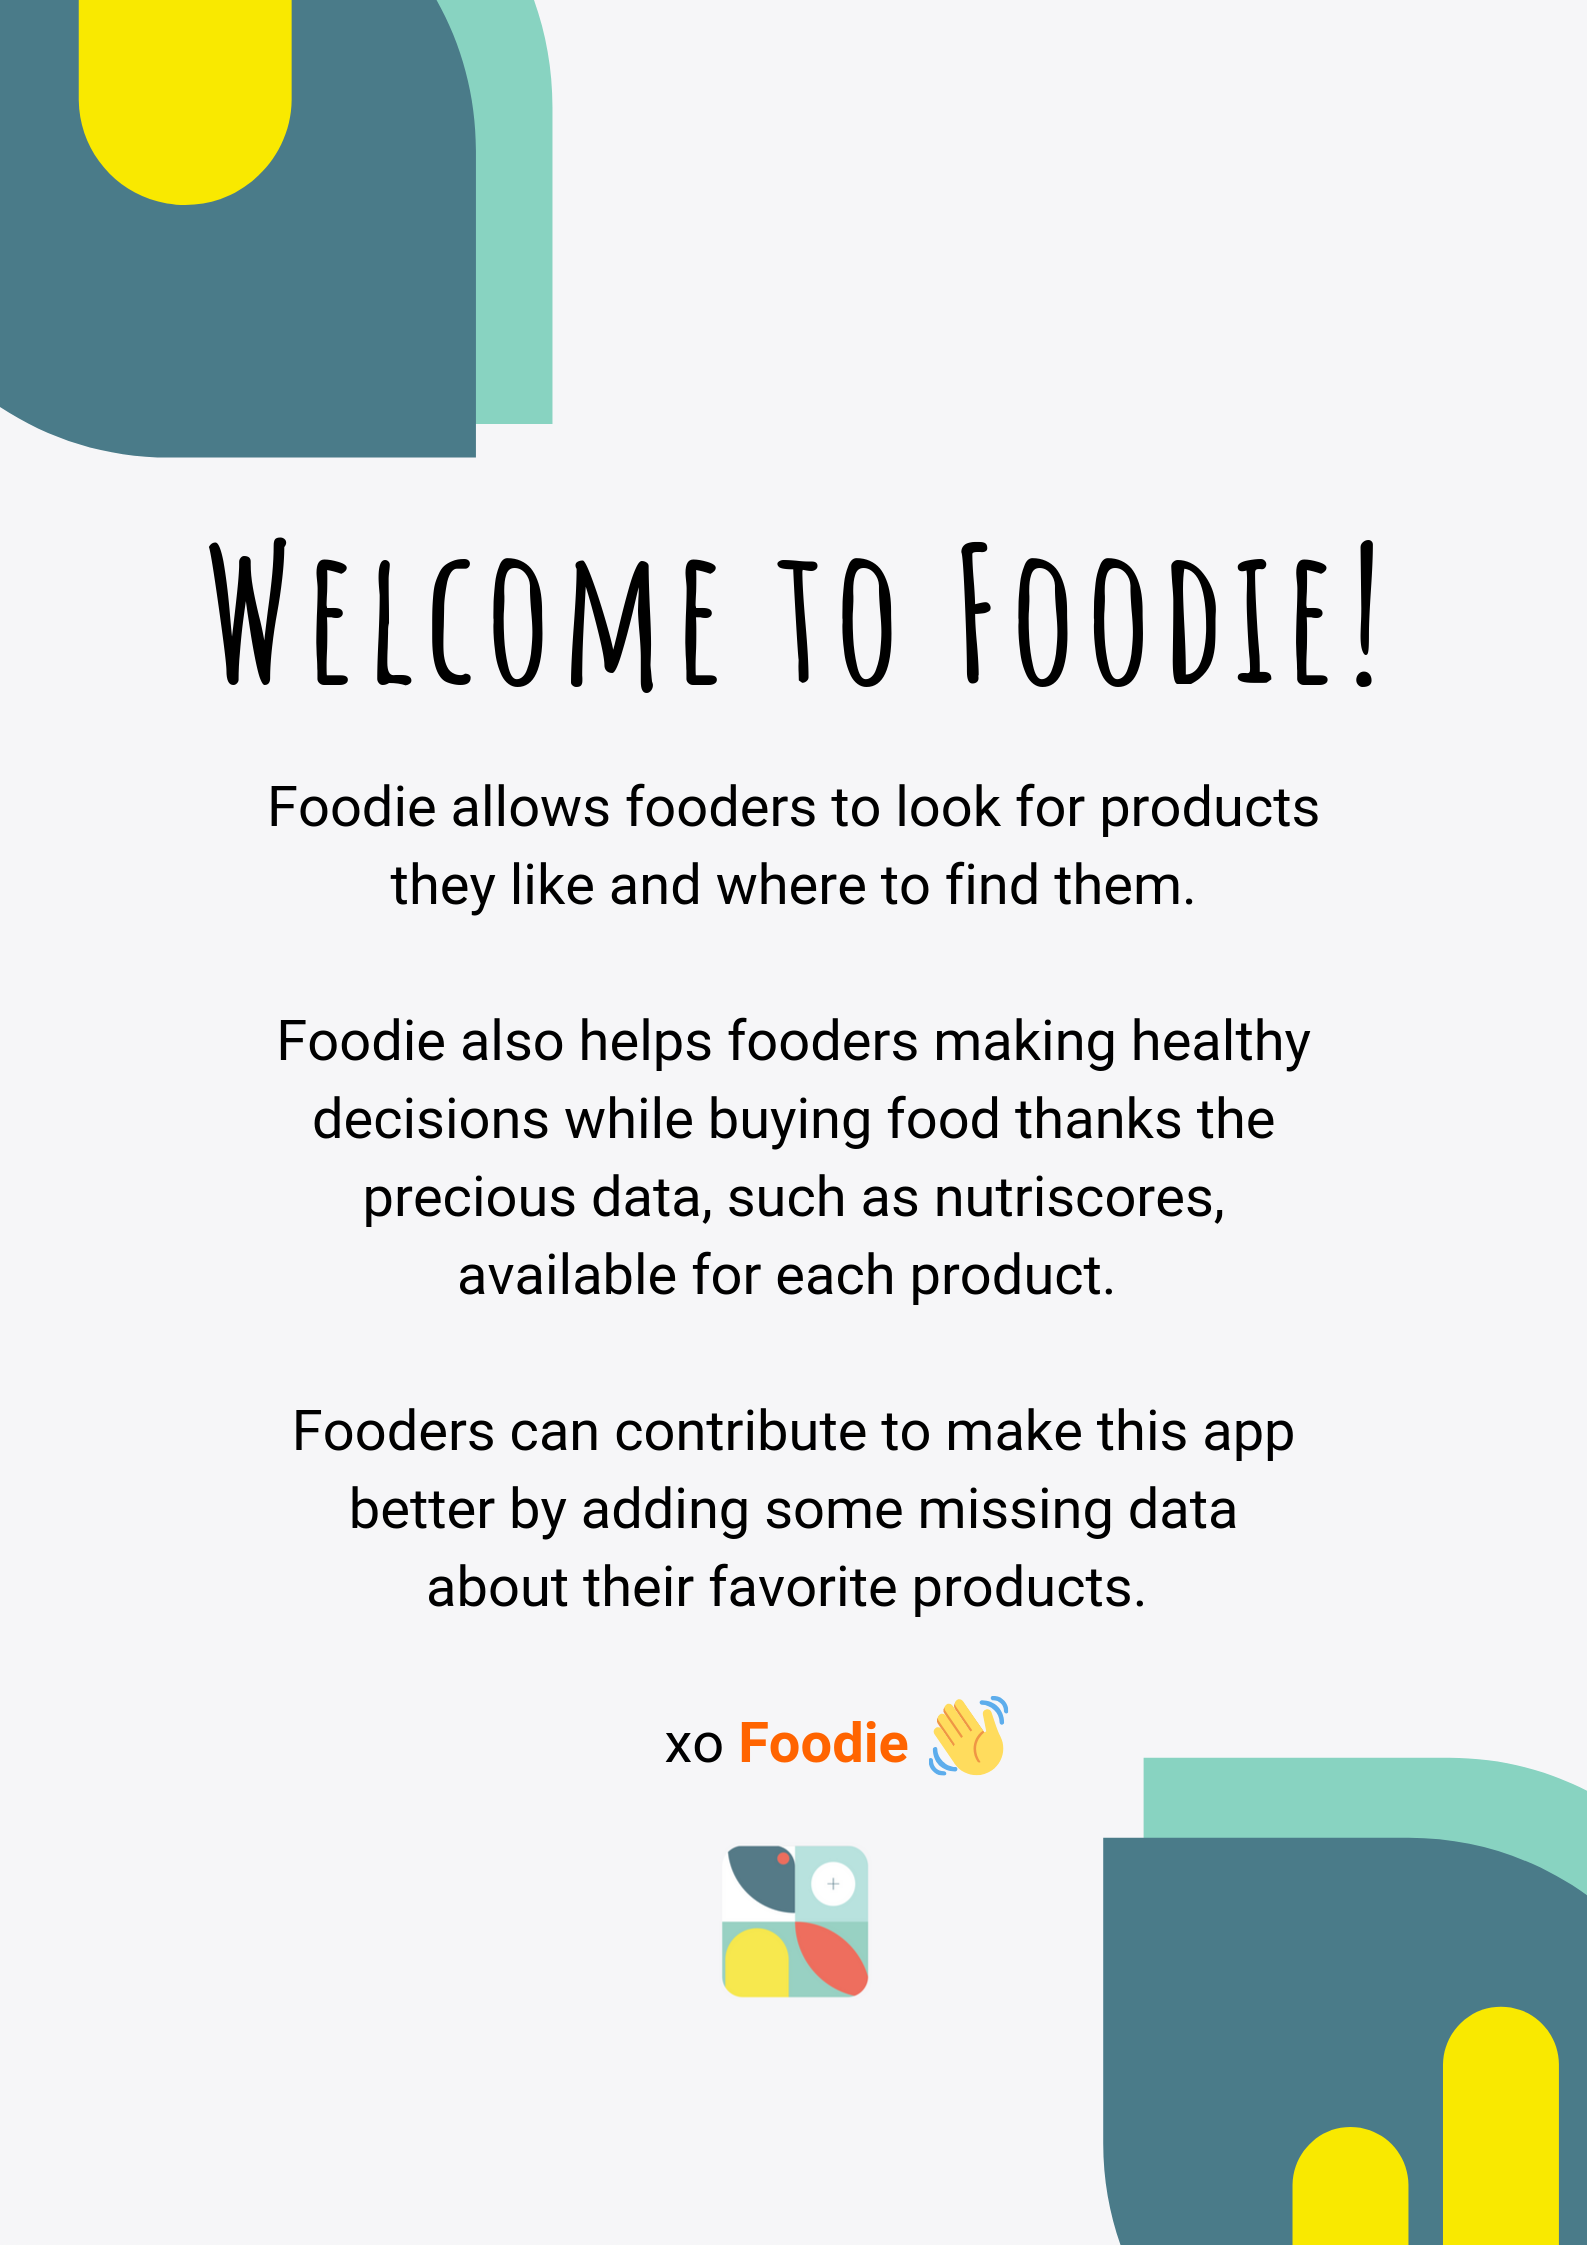 Welcome to Foodie!
Foodie allows fooders to look for products
they like and where to find them.
Foodie also helps fooders making healthy
decisions while buying food thanks the
precious data, such as nutriscores,
available for each product.
Fooders can contribute to make this app
better by adding some missing data
about their favorite products.
xo Foodie 👋
+